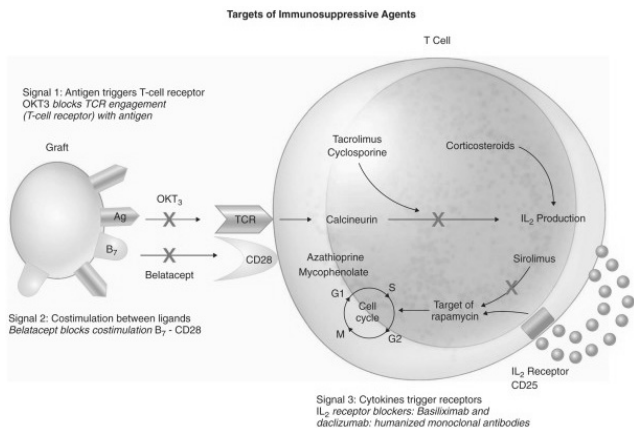 Targets of Immunosuppressive Agents
T Cell
Signal 1: Antigen triggers T-cell receptor
OKT3 blocks TCR engagement
(T-cell receptor) with antigen
Graft
Tacrolimus
Cyclosporine
Corticosteroids
OKT3
Ag
TCR
Calcineurin
IL2 Production
B7
CD28
Belatacept
Azathioprine
Mycophenolate
Sirolimus
G1
S
Cell
cycle
M
G2
Target of
rapamycin
Signal 2: Costimulation between ligands
Belatacept blocks costimulation B7 - CD28
IL2 Receptor
CD25
Signal 3: Cytokines trigger receptors
IL2 receptor blockers: Basiliximab and
daclizumab: humanized monoclonal antibodies